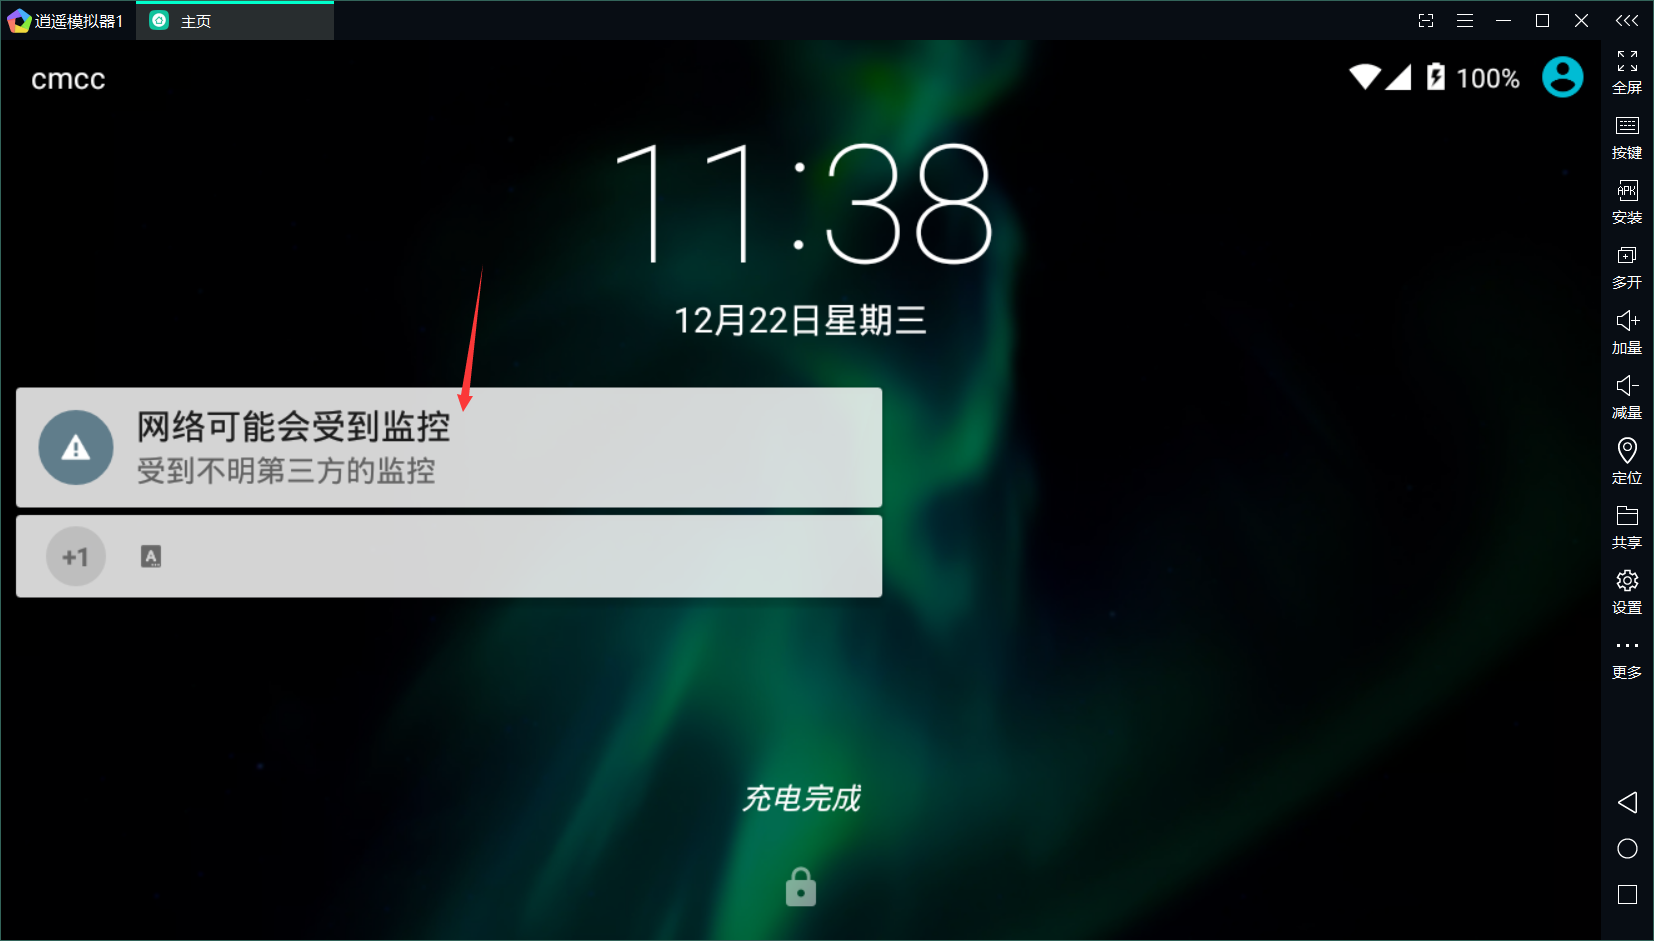 逍遥模拟器1
主页
cmcc
100%
11:38
12月22日星期三
网络可能会受到监控
受到不明第三方的监控
+1
A
充电完成
全屏
按键
APK
安装
多开
加量
减量
定位
共享
设置
更多